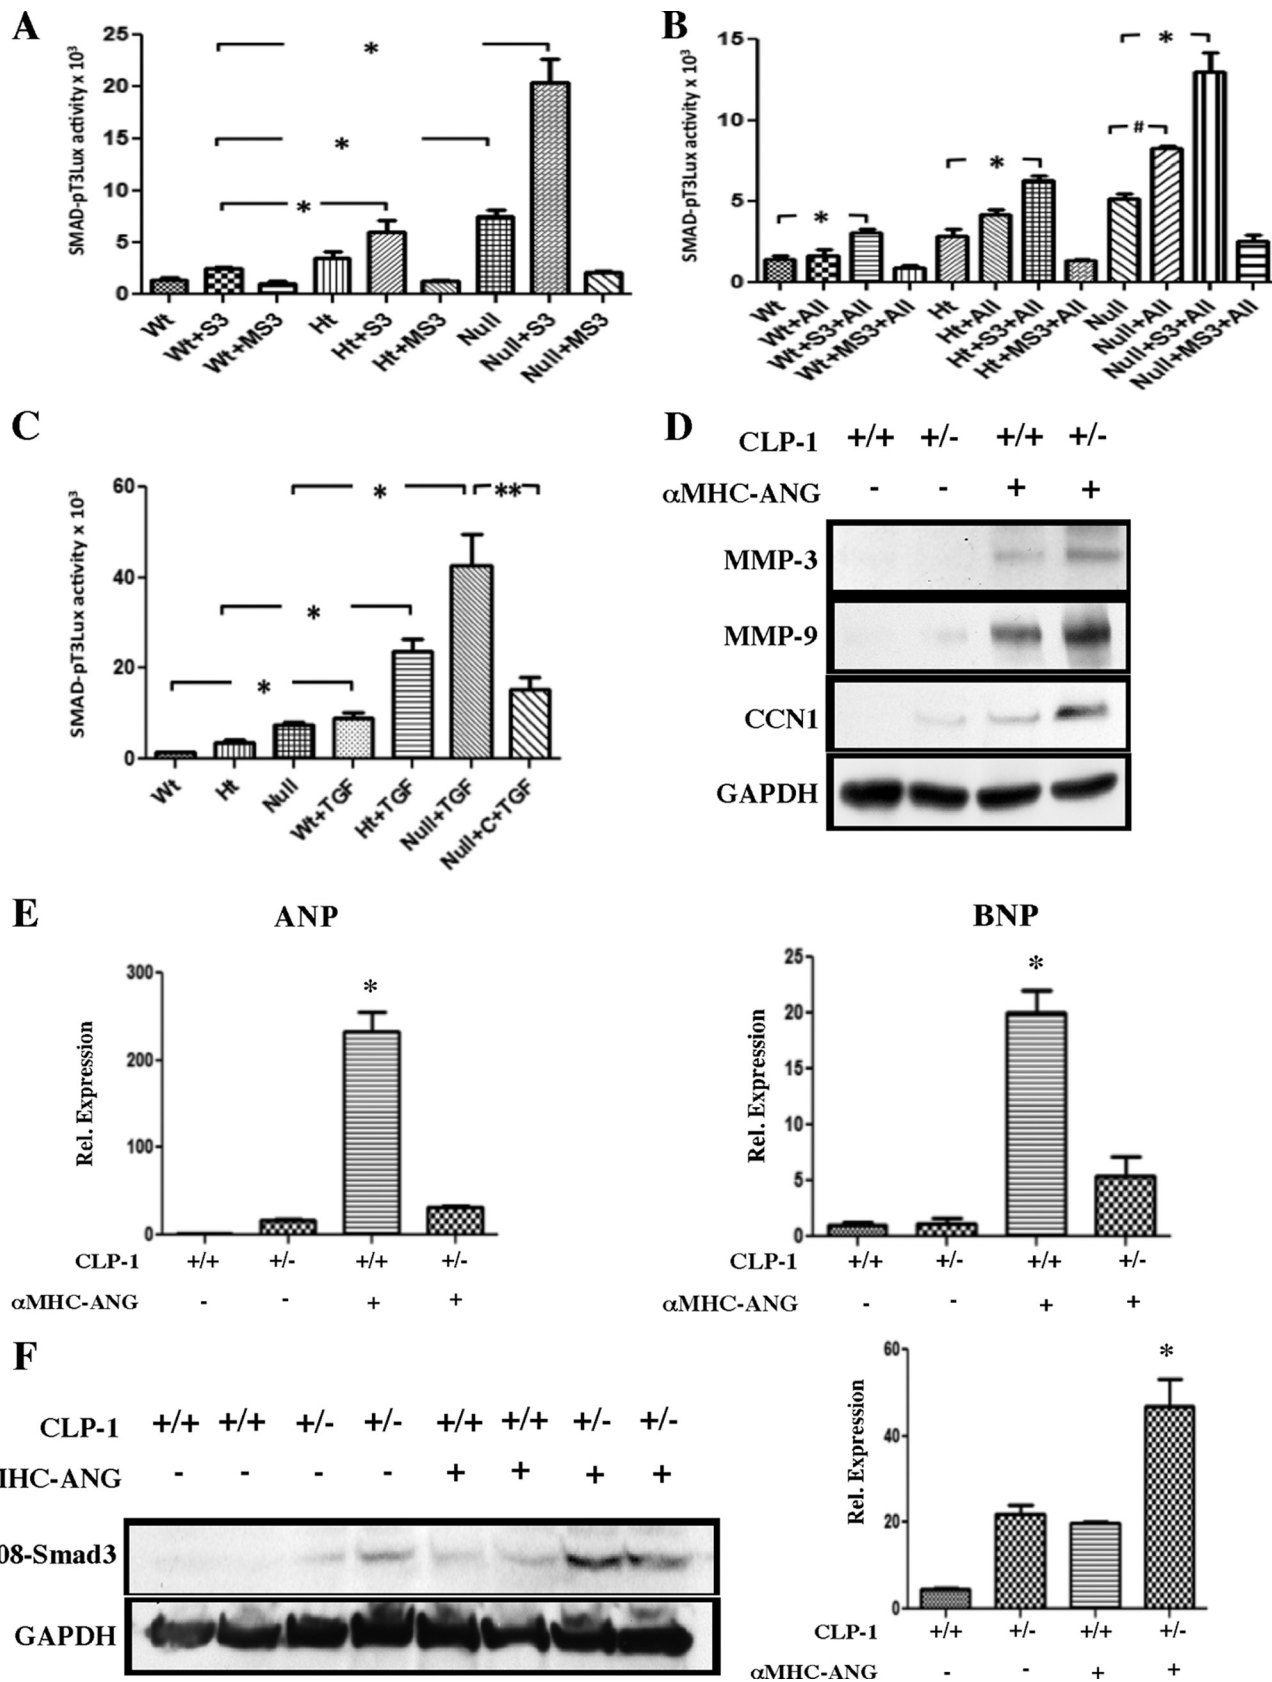 A
SMAD-pT3Lux activity x 10³
25
20
15
10
5
0
*
*
*
Wt
Wt+S3
Wt+MS3
Ht
Ht+S3
Ht+MS3
Null
Null+S3
Null+MS3
B
SMAD-pT3Lux activity x 10³
15
10
5
0
*
#
*
*
Wt
Wt+AII
Wt+S3+AII
Wt+MS3+AII
Ht
Ht+AII
Ht+S3+AII
Ht+MS3+AII
Null
Null+AII
Null+S3+AII
Null+MS3+AII
C
SMAD-pT3Lux activity x 10³
60
40
20
0
*
**
*
*
Wt
Ht
Null
Wt+TGF
Ht+TGF
Null+TGF
Null+C+TGF
D
CLP-1 +/+ +/- +/+ +/-
αMHC-ANG - - + +
MMP-3
MMP-9
CCN1
GAPDH
E
ANP
Rel. Expression
300
200
100
0
*
CLP-1 +/+ +/- +/+ +/-
αMHC-ANG - - + +
BNP
Rel. Expression
25
20
15
10
5
0
*
CLP-1 +/+ +/- +/+ +/-
αMHC-ANG - - + +
F
CLP-1 +/+ +/+ +/- +/- +/+ +/+ +/- +/-
MHC-ANG - - - - + + + +
08-Smad3
GAPDH
Rel. Expression
60
40
20
0
*
CLP-1 +/+ +/- +/+ +/-
αMHC-ANG - - + +